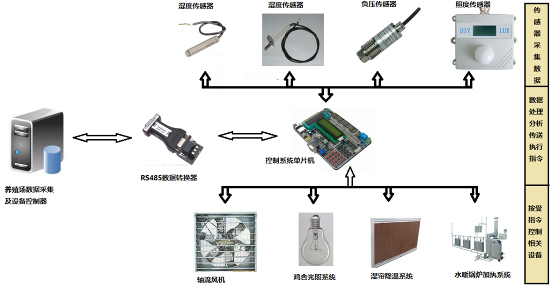 湿度传感器
温度传感器
负压传感器
照度传感器
DIY
LUX
传感器采集数据
养殖场数据采集
及设备控制器
RS485数据转换器
控制系统单片机
数据
处理
分析
传送
执行
指令
轴流风机
鸡舍光照系统
湿帘降温系统
水暖锅炉加热系统
按受
指令
控制
相关
设备